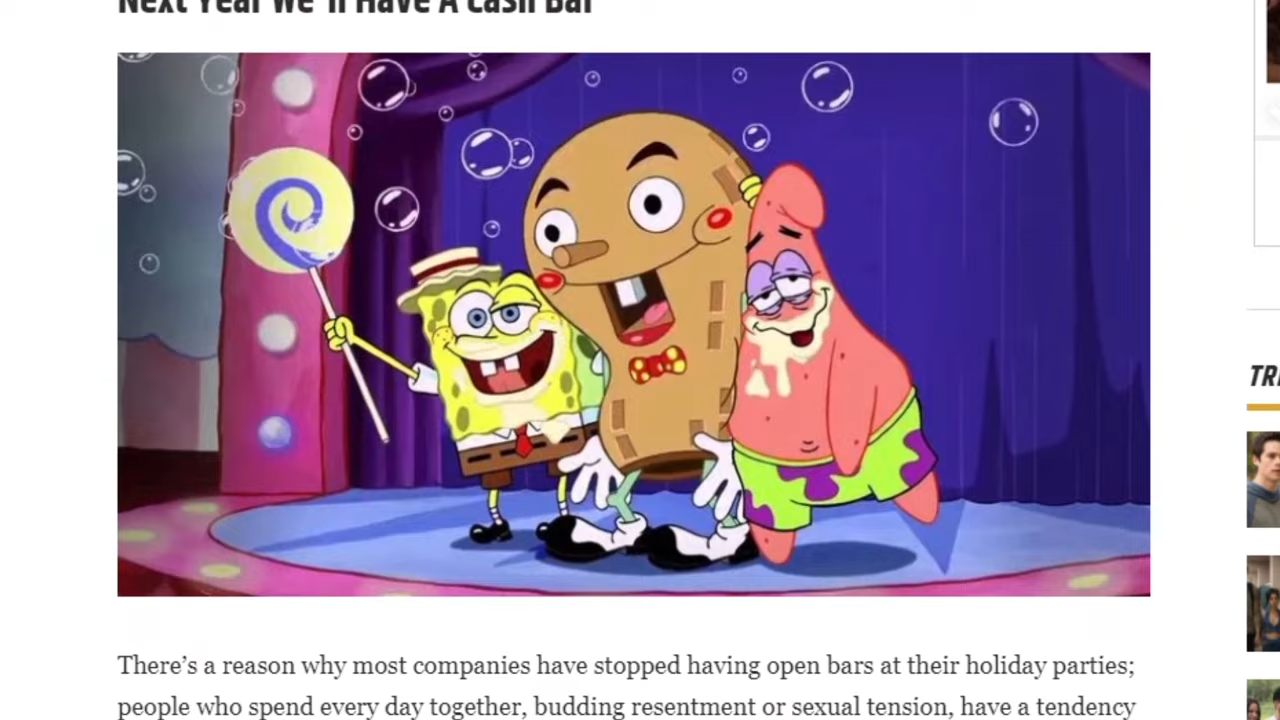 Next Year We'll Have A Cash Bar
There’s a reason why most companies have stopped having open bars at their holiday parties;
people who spend every day together, budding resentment or sexual tension, have a tendency